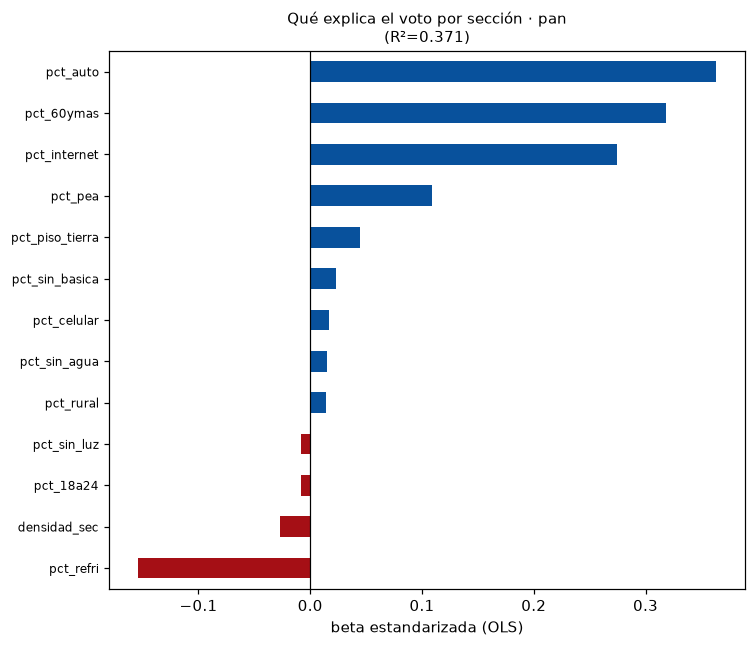 Qué explica el voto por sección · pan
(R²=0.371)
pct_auto
pct_60ymas
pct_internet
pct_pea
pct_piso_tierra
pct_sin_basica
pct_celular
pct_sin_agua
pct_rural
pct_sin_luz
pct_18a24
densidad_sec
pct_refri
−0.1 0.0 0.1 0.2 0.3
beta estandarizada (OLS)